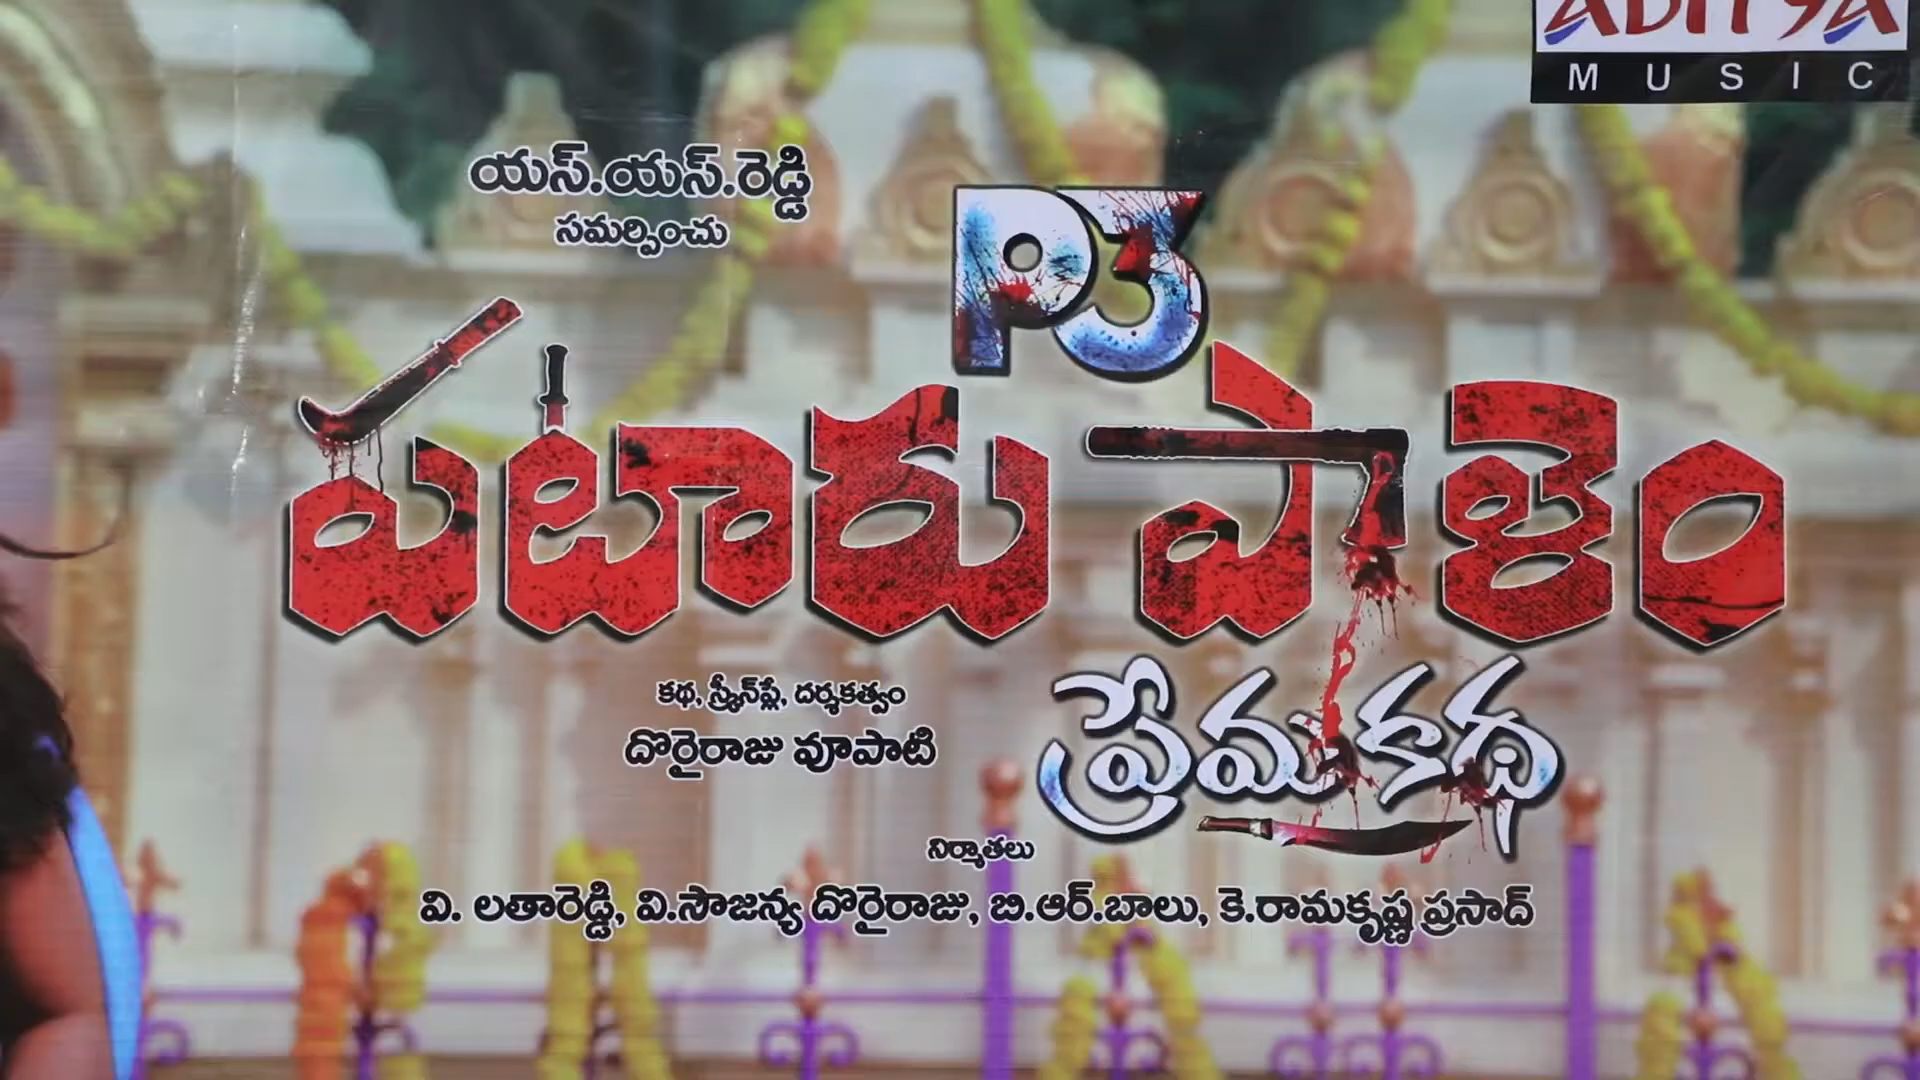 ADITYA
MUSIC
యస్.యస్.రెడ్డి
సమర్పించు
P3
పటారు పాళెం
ప్రేమకథ
కథ, స్క్రీన్‌ప్లే, దర్శకత్వం
దొరైరాజు వూపాటి
నిర్మాతలు
వి. లతారెడ్డి, వి.సౌజన్య దొరైరాజు, బి.ఆర్.బాలు, కె.రామకృష్ణ ప్రసాద్